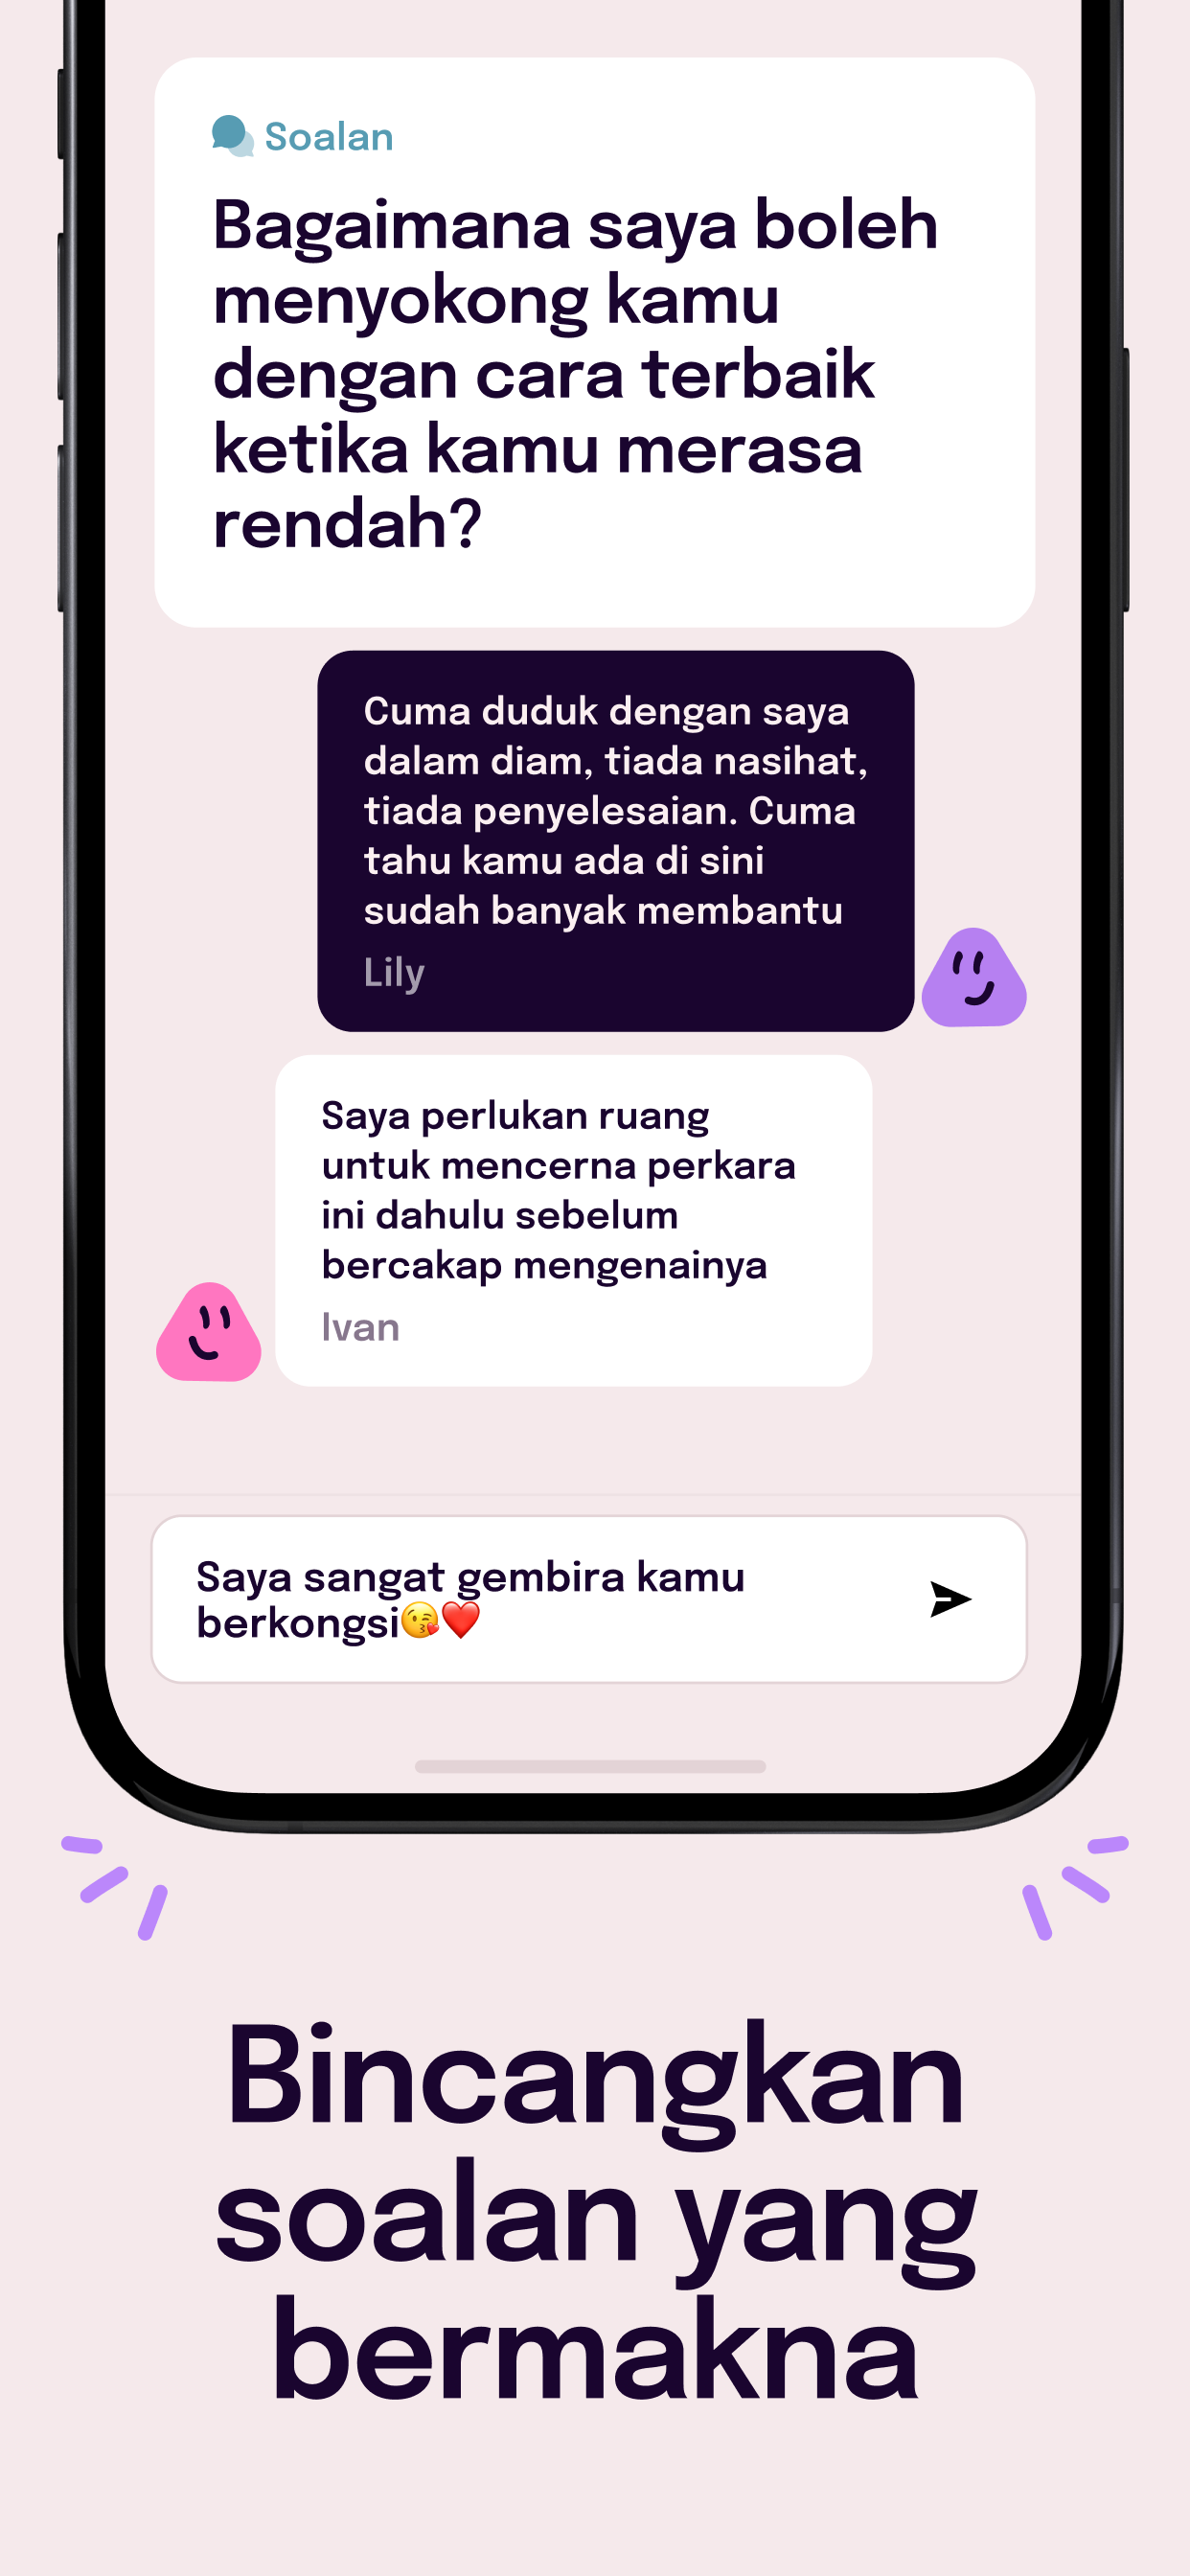 Soalan
Bagaimana saya boleh
menyokong kamu
dengan cara terbaik
ketika kamu merasa
rendah?
Cuma duduk dengan saya
dalam diam, tiada nasihat,
tiada penyelesaian. Cuma
tahu kamu ada di sini
sudah banyak membantu
Lily
Saya perlukan ruang
untuk mencerna perkara
ini dahulu sebelum
bercakap mengenainya
Ivan
Saya sangat gembira kamu
berkongsi😘❤️
Bincangkan
soalan yang
bermakna